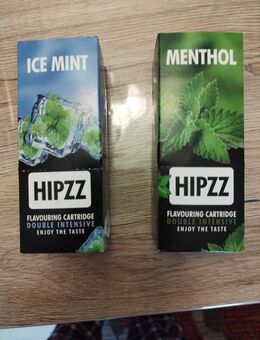 ICE MINT
HIPZZ
FLAVOURING CARTRIDGE
DOUBLE INTENSIVE
ENJOY THE TASTE
MENTHOL
HIPZZ
FLAVOURING CARTRIDGE
DOUBLE INTENSIVE
ENJOY THE TASTE